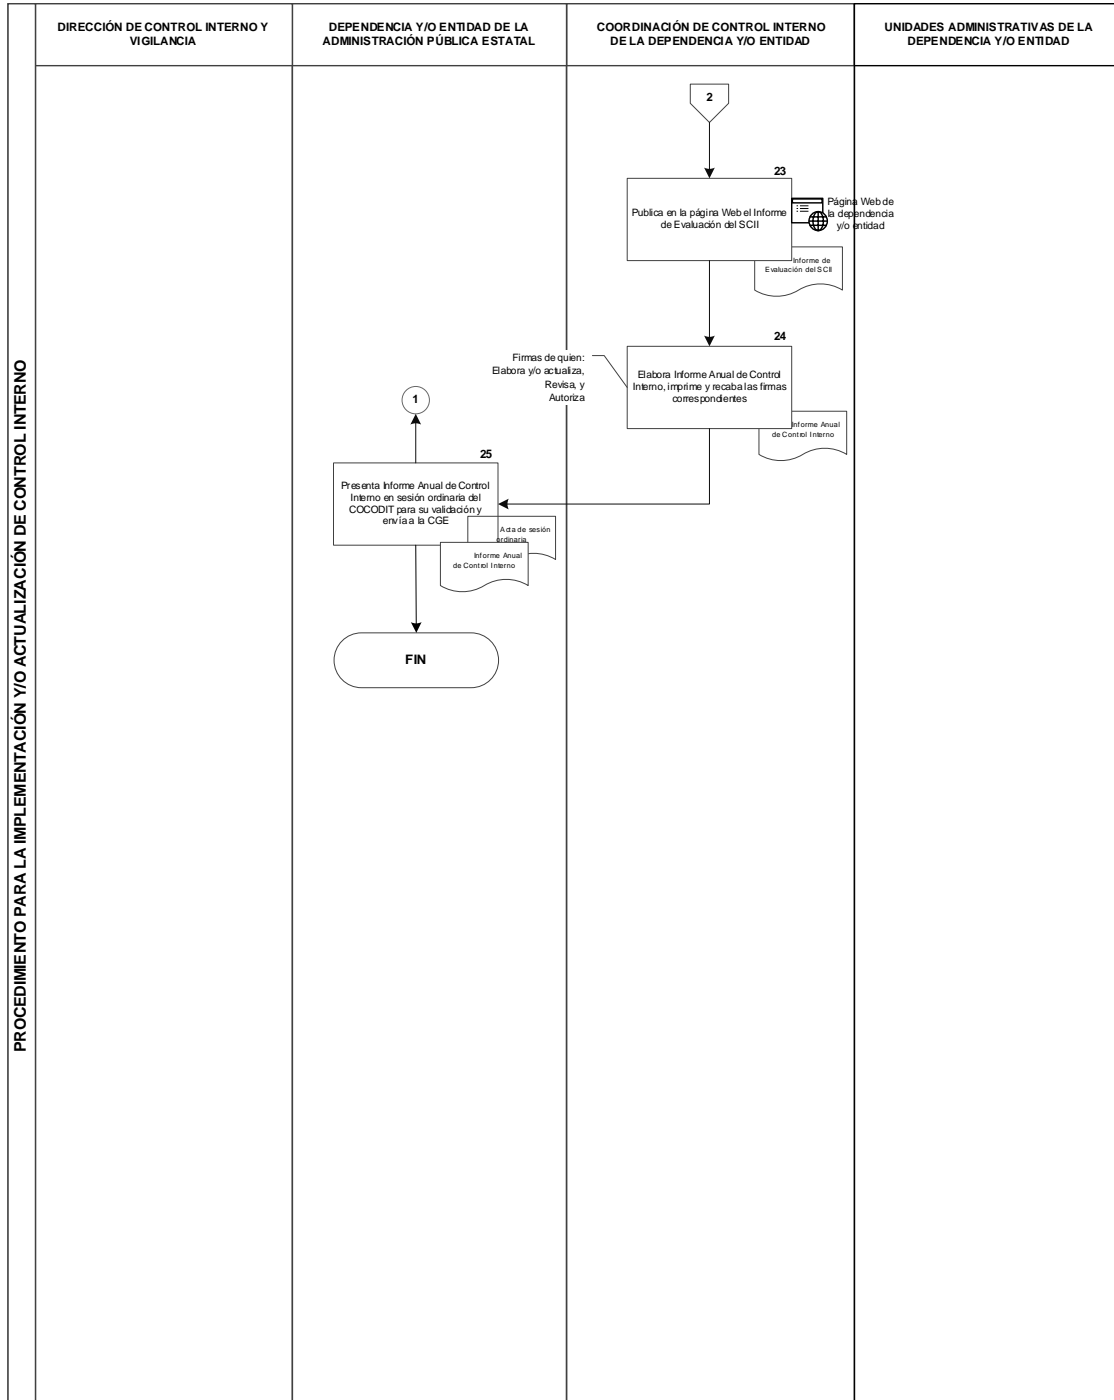 PROCEDIMIENTO PARA LA IMPLEMENTACIÓN Y/O ACTUALIZACIÓN DE CONTROL INTERNO
DIRECCIÓN DE CONTROL INTERNO Y
VIGILANCIA
DEPENDENCIA Y/O ENTIDAD DE LA
ADMINISTRACIÓN PÚBLICA ESTATAL
COORDINACIÓN DE CONTROL INTERNO
DE LA DEPENDENCIA Y/O ENTIDAD
UNIDADES ADMINISTRATIVAS DE LA
DEPENDENCIA Y/O ENTIDAD
2
23
Publica en la página Web el Informe
de Evaluación del SCII
Página Web de
la dependencia
y/o entidad
Informe de
Evaluación del SCII
24
Firmas de quien:
Elabora y/o actualiza,
Revisa, y
Autoriza
Elabora Informe Anual de Control
Interno, imprime y recaba las firmas
correspondientes
Informe Anual
de Control Interno
1
25
Presenta Informe Anual de Control
Interno en sesión ordinaria del
COCODIT para su validación y
envía a la CGE
Acta de sesión
ordinaria
Informe Anual
de Control Interno
FIN